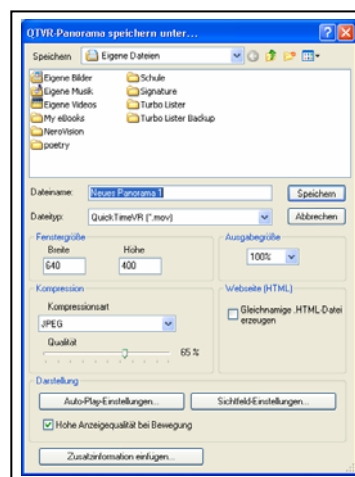 QTVR-Panorama speichern unter...
Speichern Eigene Dateien
Eigene Bilder Schule
Eigene Musik Signature
Eigene Videos Turbo Lister
My eBooks Turbo Lister Backup
NeroVision
poetry
Dateiname: Neues Panorama 1 Speichern
Dateityp: QuickTimeVR (*.mov) Abbrechen
Fenstergröße Ausgabegröße
Breite Höhe
640 400 100%
Kompression Webseite (HTML)
Kompressionsart Gleichnamige .HTML-Datei
JPEG erzeugen
Qualität
65 %
Darstellung
Auto-Play-Einstellungen... Sichtfeld-Einstellungen...
Hohe Anzeigequalität bei Bewegung
Zusatzinformation einfügen...